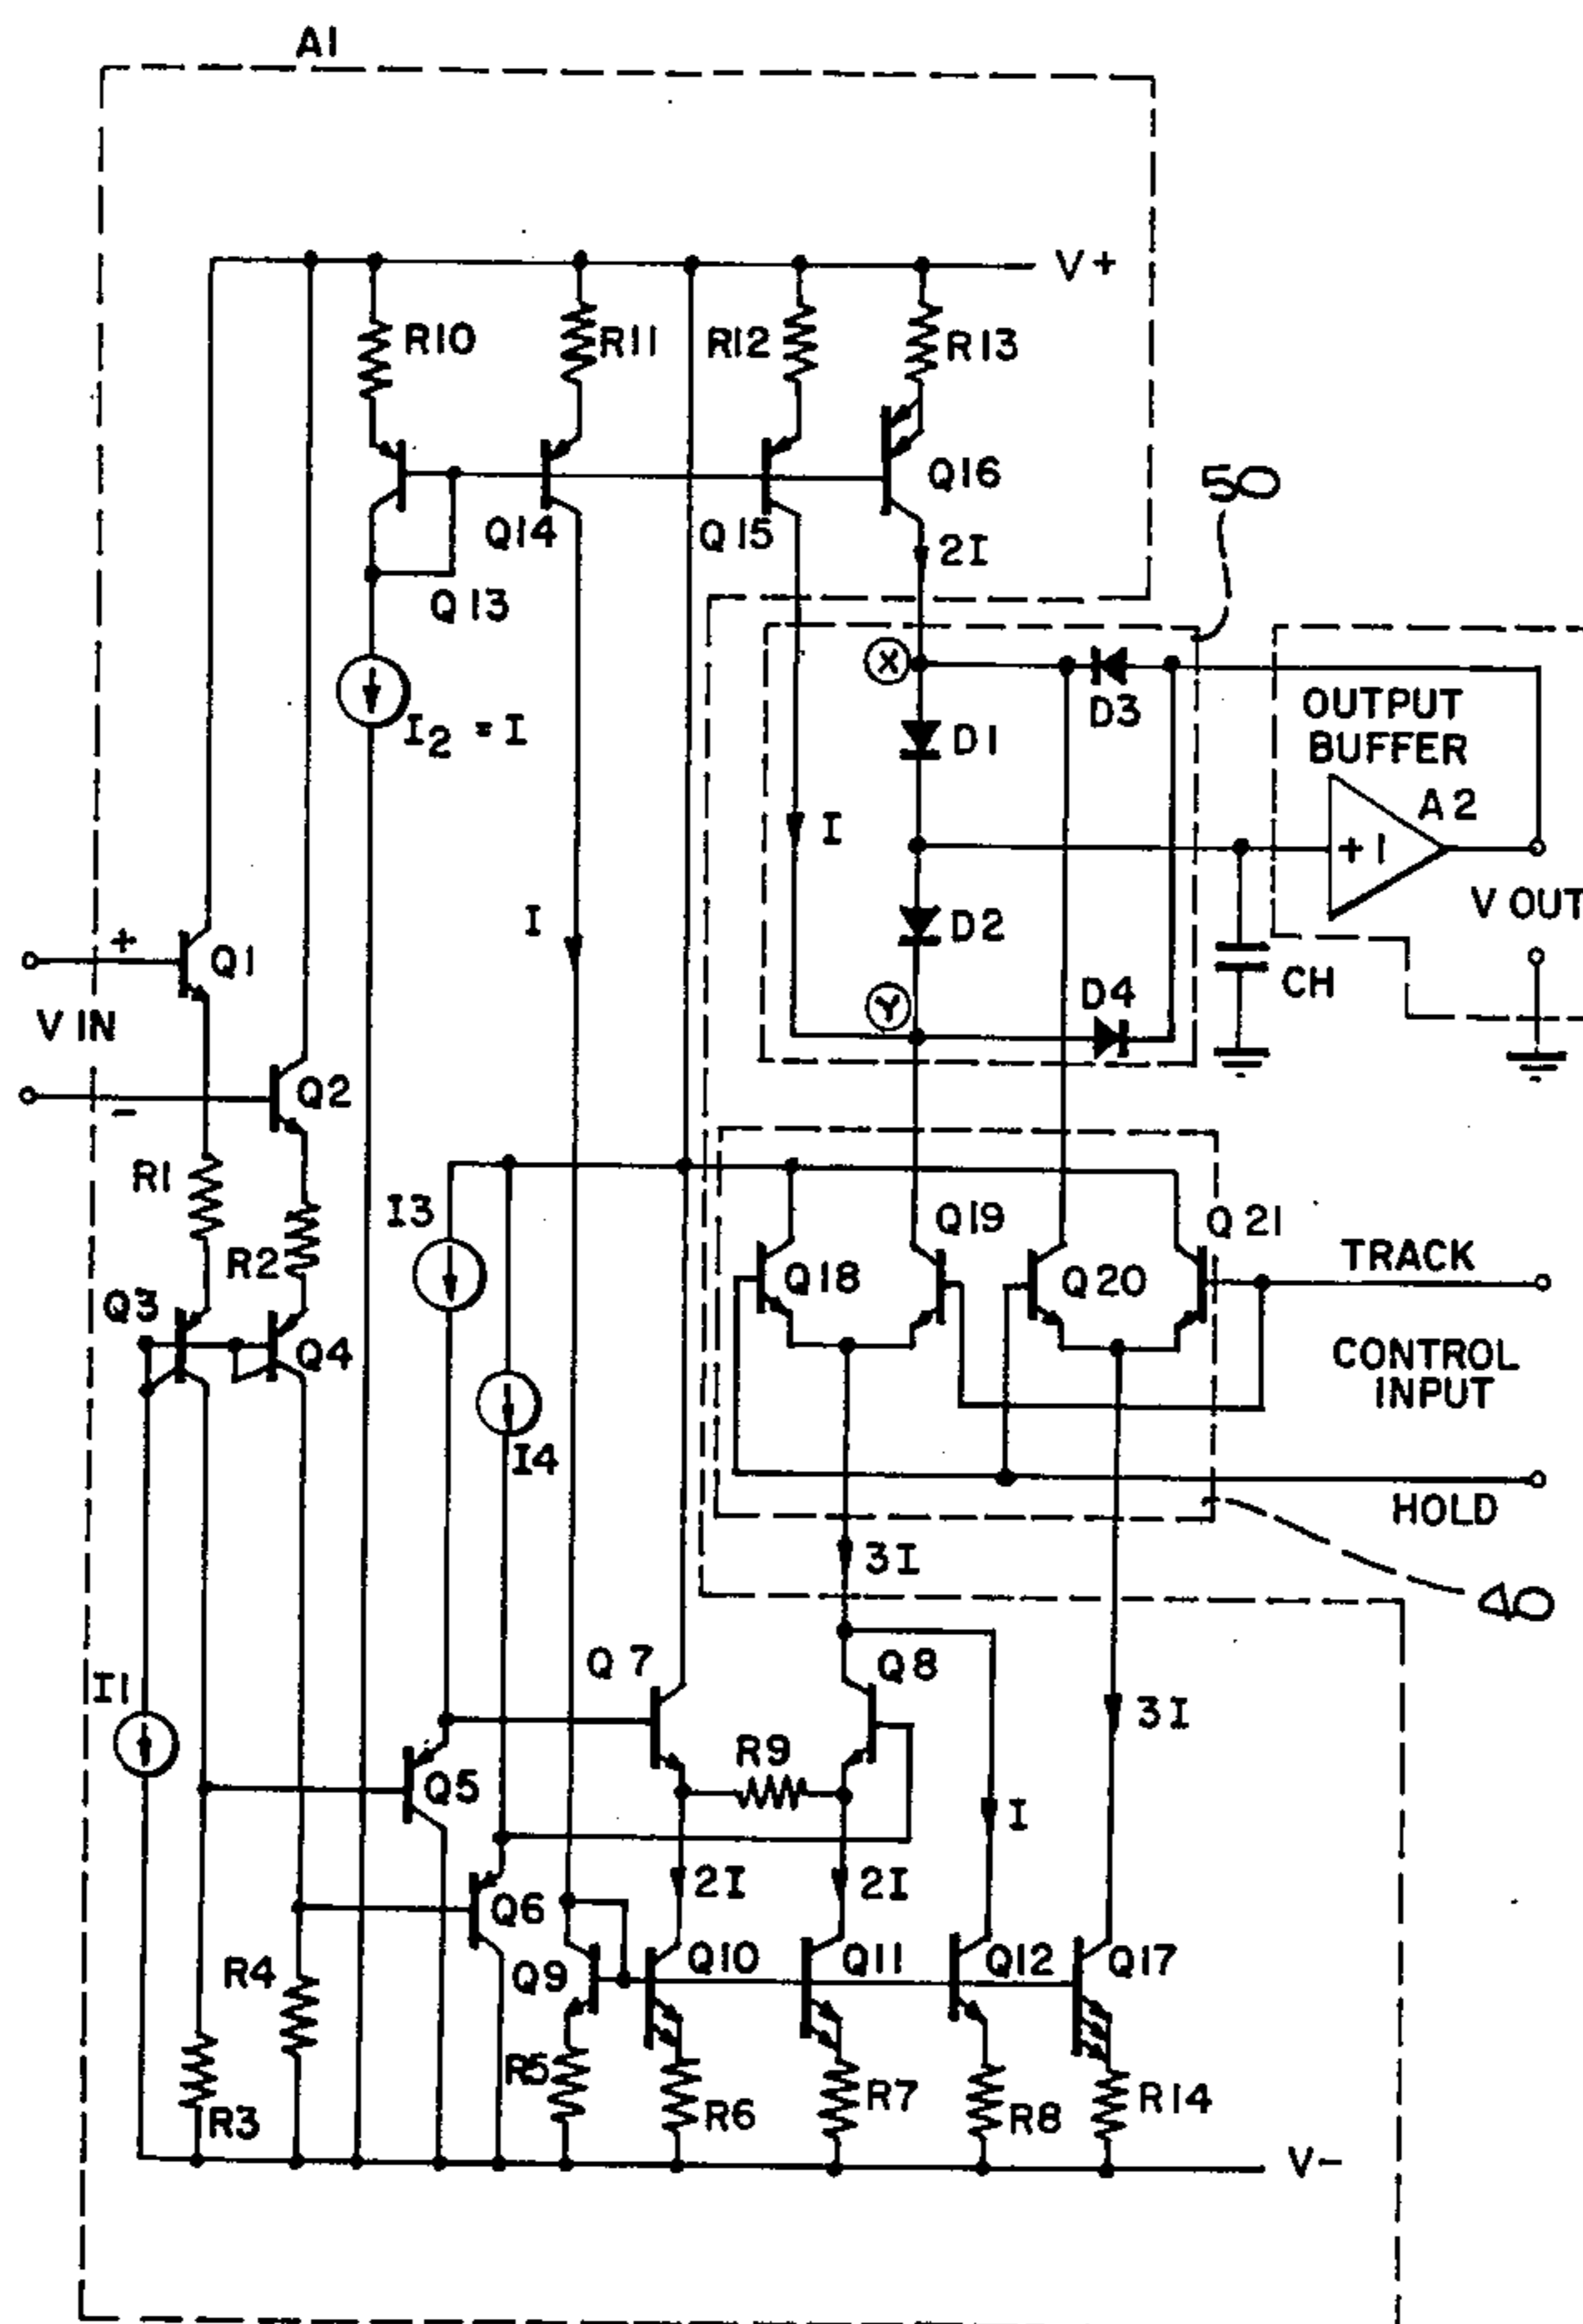 A1
V+
R10
R11
R12
R13
Q16
50
Q14
Q15
2I
Q13
X
D3
OUTPUT
BUFFER
I2 = I
D1
A2
+1
I
I
V OUT
+
Q1
D2
CH
D4
V IN
Y
Q2
-
R1
I3
Q19
Q21
TRACK
R2
Q18
Q20
Q3
Q4
CONTROL
INPUT
I4
HOLD
3I
40
Q7
Q8
I1
3I
R9
Q5
I
2I
2I
Q6
Q10
Q11
Q12
Q17
R4
Q9
R5
R6
R7
R8
R14
R3
V-